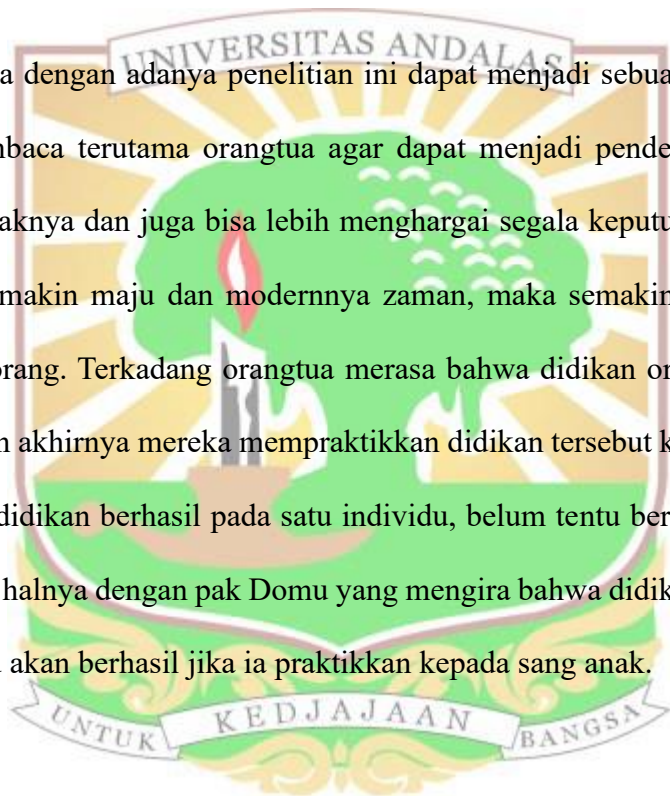 UNIVERSITAS ANDALAS
a dengan adanya penelitian ini dapat menjadi sebua
nbaca terutama orangtua agar dapat menjadi pende
aknya dan juga bisa lebih menghargai segala keputu
makin maju dan modernnya zaman, maka semakin
orang. Terkadang orangtua merasa bahwa didikan or
n akhirnya mereka mempraktikkan didikan tersebut k
didikan berhasil pada satu individu, belum tentu ber
halnya dengan pak Domu yang mengira bahwa didik
akan berhasil jika ia praktikkan kepada sang anak.
UNTUK KEDJAJAAN BANGSA